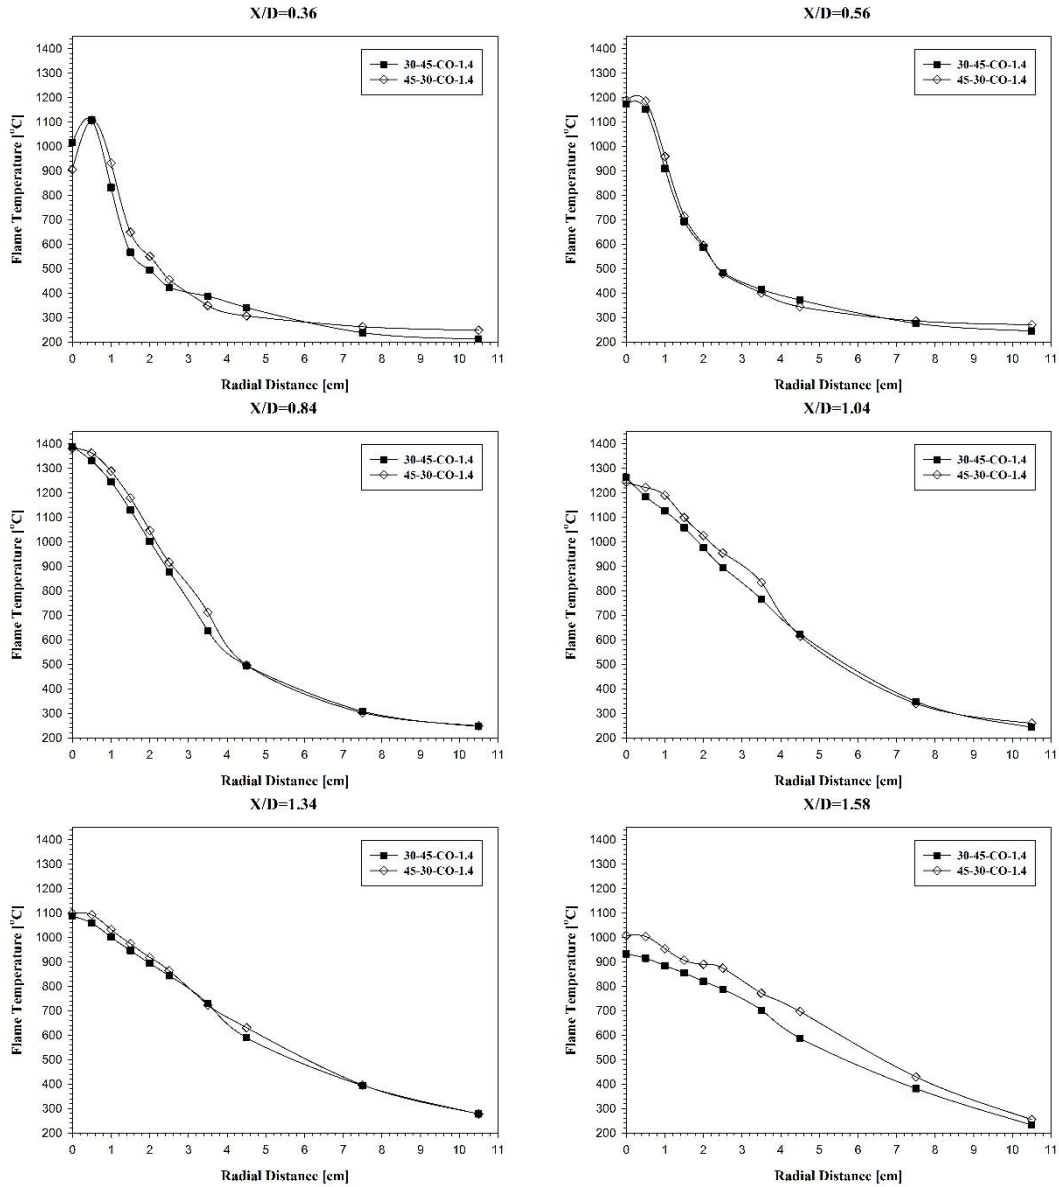 X/D=0.36
1400
1300
1200
1100
1000
900
800
700
600
500
400
300
200
Flame Temperature [°C]
30-45-CO-1.4
45-30-CO-1.4
0 1 2 3 4 5 6 7 8 9 10 11
Radial Distance [cm]
X/D=0.56
1400
1300
1200
1100
1000
900
800
700
600
500
400
300
200
Flame Temperature [°C]
30-45-CO-1.4
45-30-CO-1.4
0 1 2 3 4 5 6 7 8 9 10 11
Radial Distance [cm]
X/D=0.84
1400
1300
1200
1100
1000
900
800
700
600
500
400
300
200
Flame Temperature [°C]
30-45-CO-1.4
45-30-CO-1.4
0 1 2 3 4 5 6 7 8 9 10 11
Radial Distance [cm]
X/D=1.04
1400
1300
1200
1100
1000
900
800
700
600
500
400
300
200
Flame Temperature [°C]
30-45-CO-1.4
45-30-CO-1.4
0 1 2 3 4 5 6 7 8 9 10 11
Radial Distance [cm]
X/D=1.34
1400
1300
1200
1100
1000
900
800
700
600
500
400
300
200
Flame Temperature [°C]
30-45-CO-1.4
45-30-CO-1.4
0 1 2 3 4 5 6 7 8 9 10 11
Radial Distance [cm]
X/D=1.58
1400
1300
1200
1100
1000
900
800
700
600
500
400
300
200
Flame Temperature [°C]
30-45-CO-1.4
45-30-CO-1.4
0 1 2 3 4 5 6 7 8 9 10 11
Radial Distance [cm]